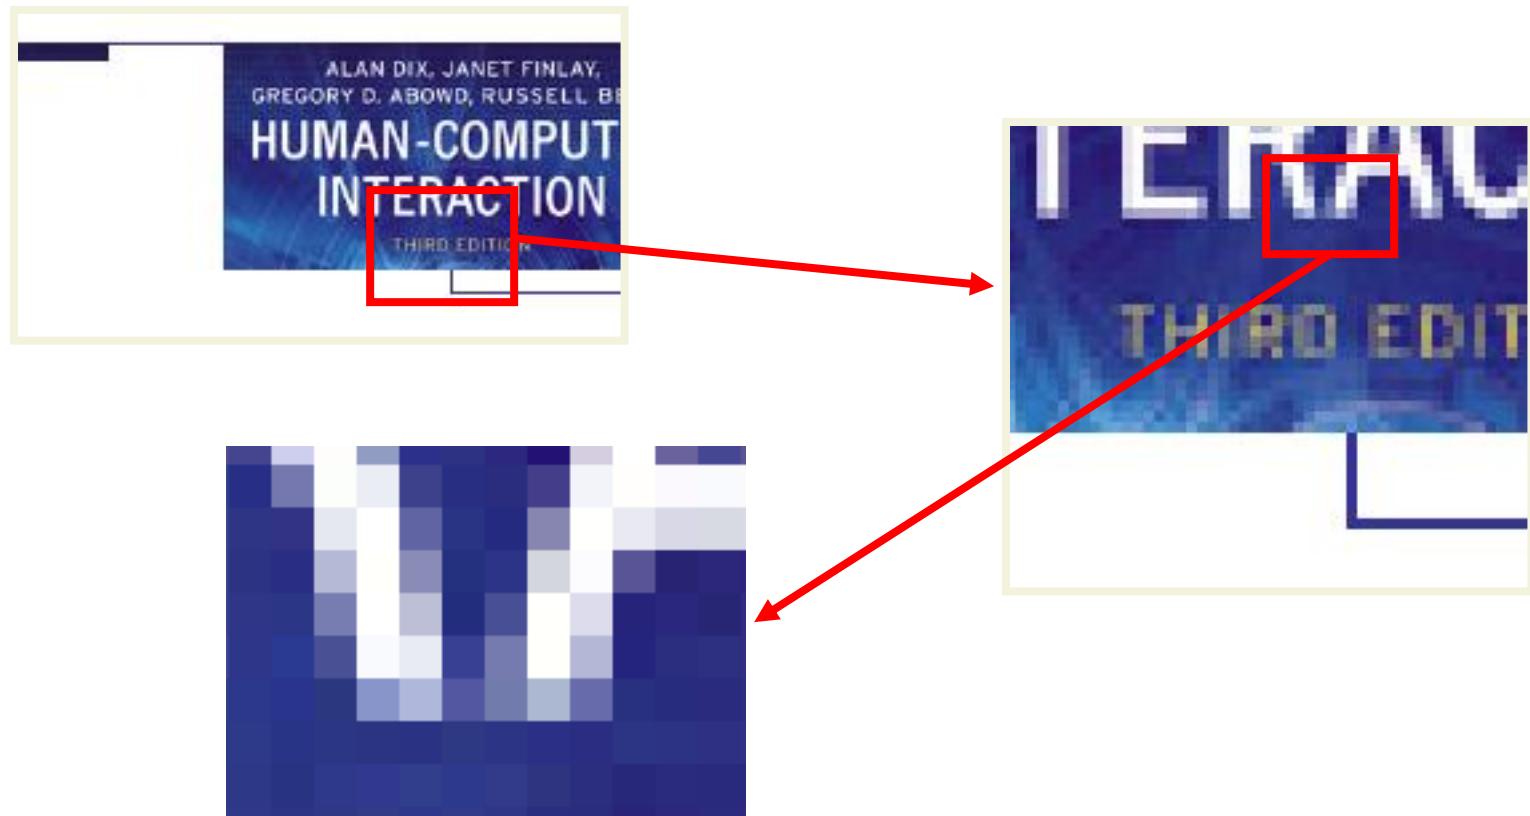 ALAN DIX, JANET FINLAY,
GREGORY D. ABOWD, RUSSELL BE
HUMAN-COMPUT
INTERACTION
THIRD EDITION
TERAC
THIRD EDIT